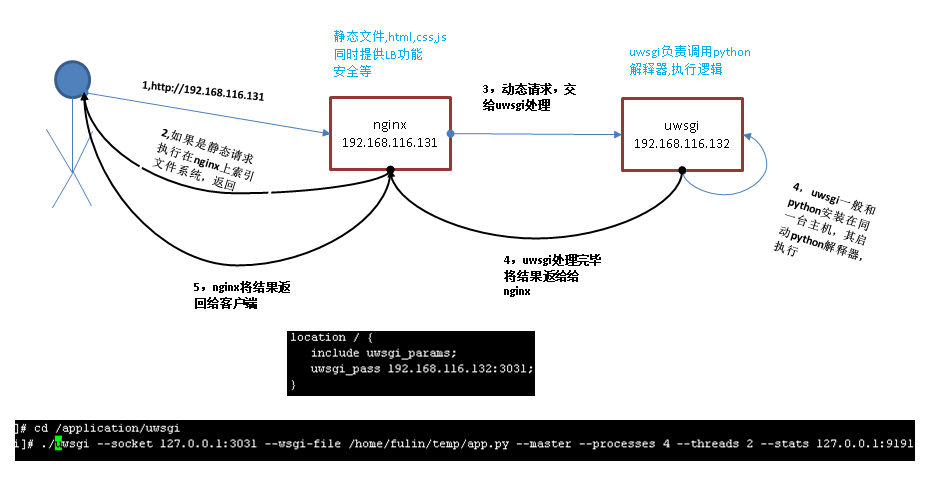 静态文件,html,css,js
同时提供LB功能
安全等
uwsgi负责调用python
解释器,执行逻辑
1,http://192.168.116.131
3，动态请求，交
给uwsgi处理
nginx
192.168.116.131
uwsgi
192.168.116.132
2,如果是静态请求
执行在nginx上索引
文件系统，返回
4，uwsgi一般和
python安装在同
一台主机，其启
动python解释器，
执行
4，uwsgi处理完毕
将结果返给给
nginx
5，nginx将结果返
回给客户端
location / {
include uwsgi_params;
uwsgi_pass 192.168.116.132:3031;
}
]# cd /application/uwsgi
i]# ./uwsgi --socket 127.0.0.1:3031 --wsgi-file /home/fulin/temp/app.py --master --processes 4 --threads 2 --stats 127.0.0.1:9191